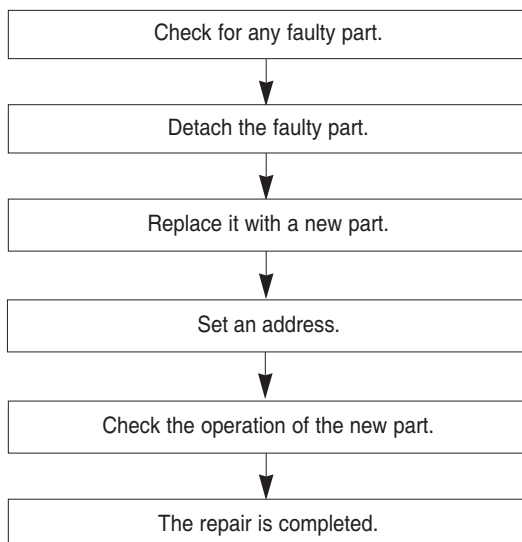 Check for any faulty part.
Detach the faulty part.
Replace it with a new part.
Set an address.
Check the operation of the new part.
The repair is completed.